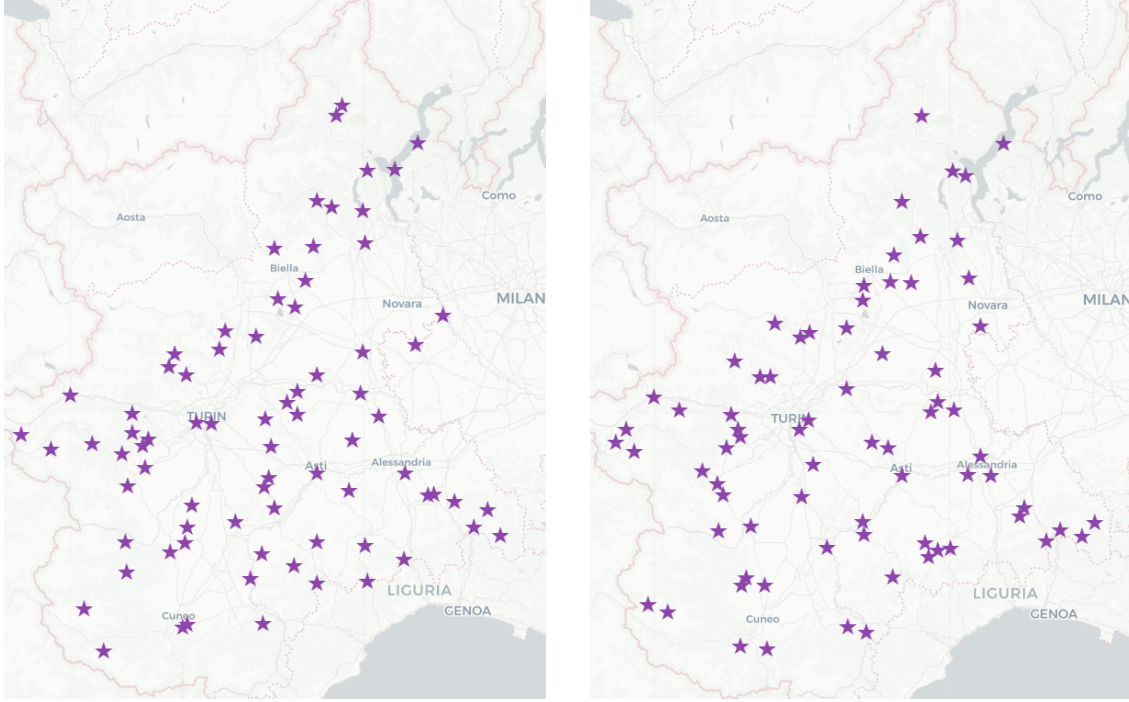 Como
Aosta
Biella
Novara
MILAN
TURIN
Asti
Alessandria
LIGURIA
Cuneo
GENOA
Como
Aosta
Biella
Novara
MILAN
TURI
Asti
Alessandria
LIGURIA
Cuneo
GENOA